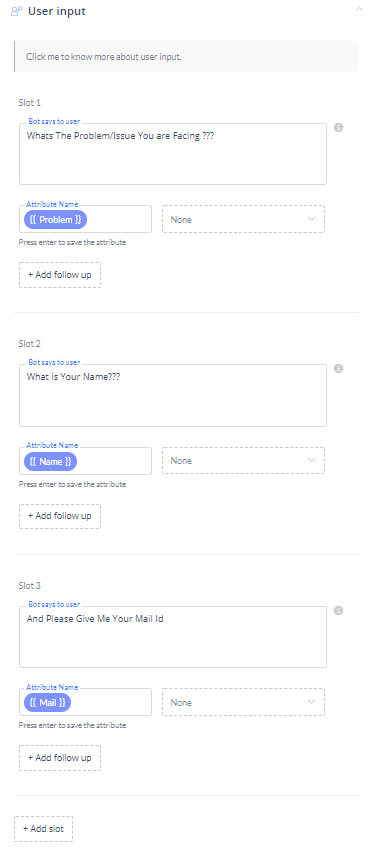 User input
Click me to know more about user input.
Slot 1
Bot says to user
Whats The Problem/Issue You are Facing ???
Attribute Name
{{ Problem }}
None
Press enter to save the attribute
+ Add follow up
Slot 2
Bot says to user
What is Your Name???
Attribute Name
{{ Name }}
None
Press enter to save the attribute
+ Add follow up
Slot 3
Bot says to user
And Please Give Me Your Mail Id
Attribute Name
{{ Mail }}
None
Press enter to save the attribute
+ Add follow up
+ Add slot